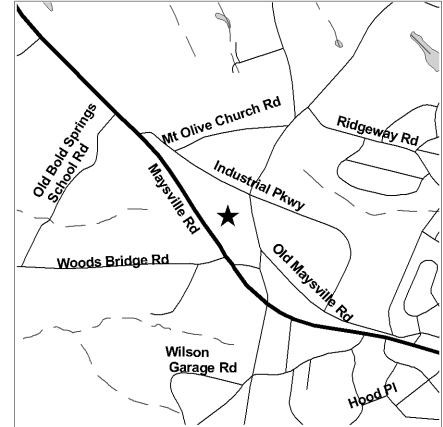 Mt Olive Church Rd
Ridgeway Rd
Old Bold Springs
School Rd
Industrial Pkwy
Maysville Rd
Woods Bridge Rd
Old Maysville Rd
Wilson
Garage Rd
Hood Pl